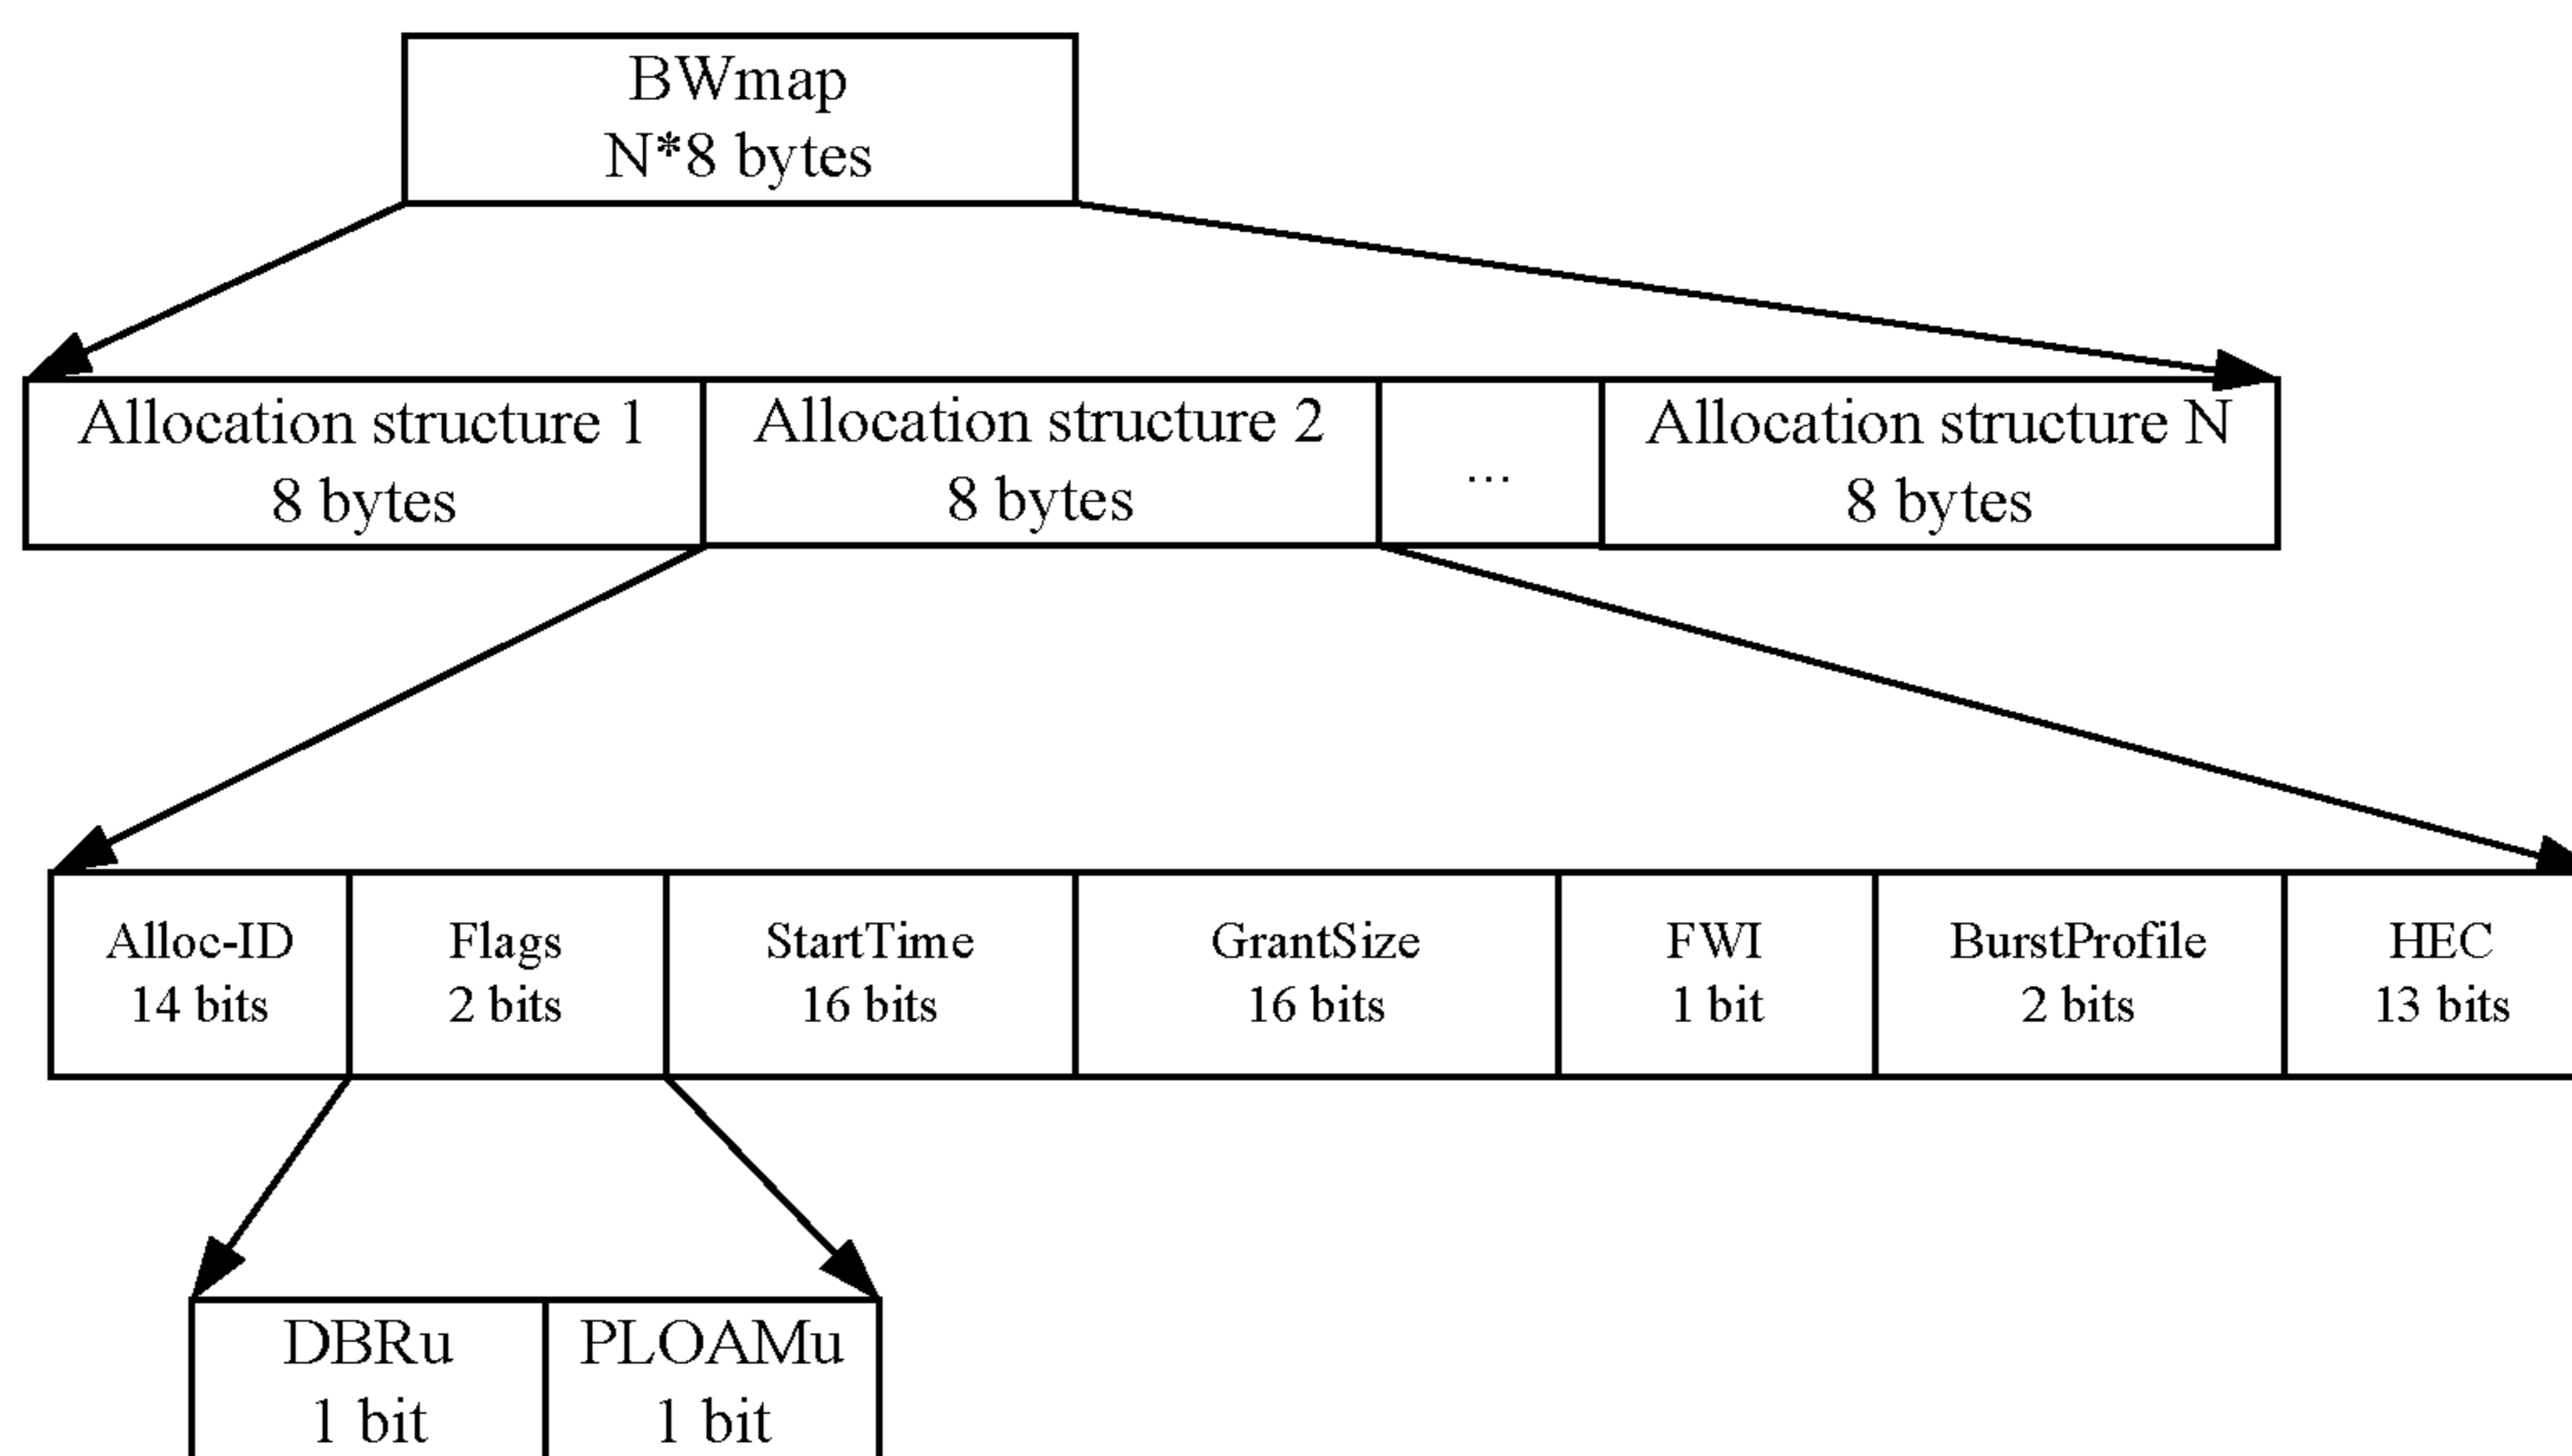 BWmap
N*8 bytes
Allocation structure 1
8 bytes
Allocation structure 2
8 bytes
...
Allocation structure N
8 bytes
Alloc-ID
14 bits
Flags
2 bits
StartTime
16 bits
GrantSize
16 bits
FWI
1 bit
BurstProfile
2 bits
HEC
13 bits
DBRu
1 bit
PLOAMu
1 bit